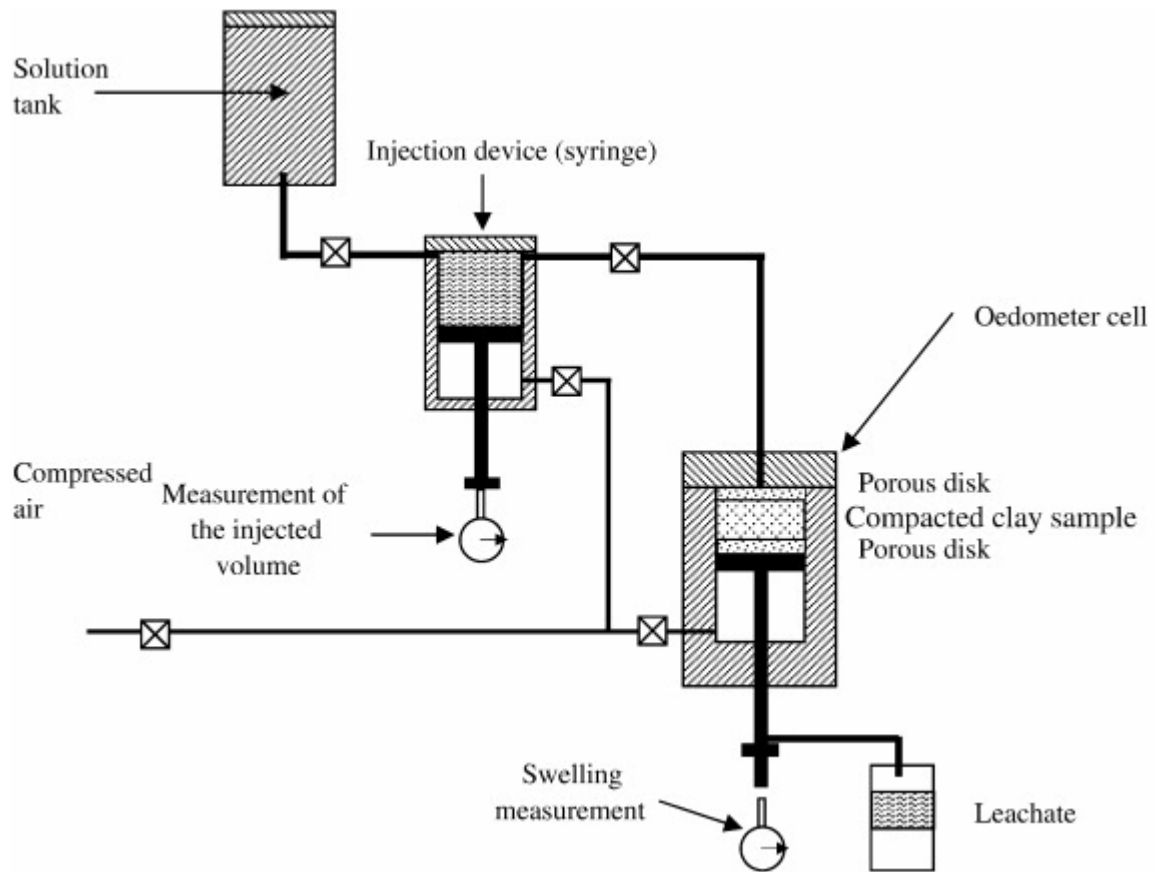 Solution
tank
Injection device (syringe)
Oedometer cell
Compressed
air
Measurement of
the injected
volume
Porous disk
Compacted clay sample
Porous disk
Swelling
measurement
Leachate